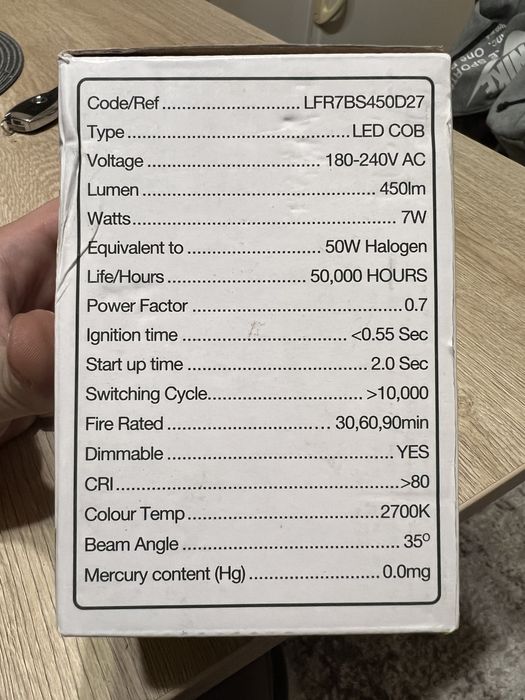 Code/Ref ........................... LFR7BS450D27
Type ............................................ LED COB
Voltage .................................. 180-240V AC
Lumen ............................................. 450lm
Watts .................................................. 7W
Equivalent to ......................... 50W Halogen
Life/Hours ........................... 50,000 HOURS
Power Factor ....................................... 0.7
Ignition time ................................ <0.55 Sec
Start up time .................................. 2.0 Sec
Switching Cycle .............................. >10,000
Fire Rated .............................. 30,60,90min
Dimmable .......................................... YES
CRI .................................................... >80
Colour Temp .................................... 2700K
Beam Angle ......................................... 35º
Mercury content (Hg) ........................ 0.0mg
NIKE